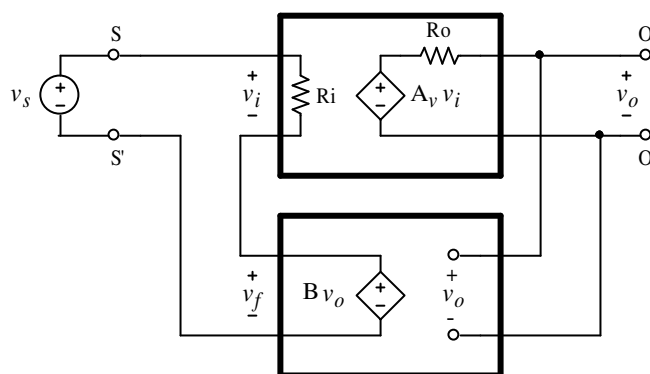 S
Ro
O
+
v_s
+
−
+
v_i
−
Ri
+
−
A_v v_i
+
v_o
−
S'
O
+
v_f
−
B v_o
+
−
+
v_o
-